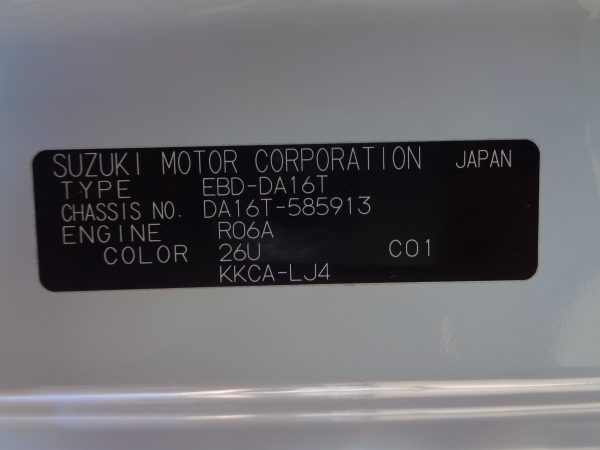 SUZUKI MOTOR CORPORATION JAPAN
TYPE EBD-DA16T
CHASSIS NO. DA16T-585913
ENGINE R06A
COLOR 26U C01
KKCA-LJ4